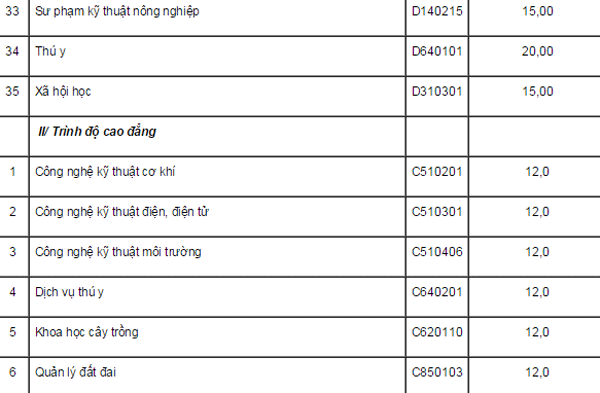 33 Sư phạm kỹ thuật nông nghiệp D140215 15,00
34 Thú y D640101 20,00
35 Xã hội học D310301 15,00
II/ Trình độ cao đẳng
1 Công nghệ kỹ thuật cơ khí C510201 12,0
2 Công nghệ kỹ thuật điện, điện tử C510301 12,0
3 Công nghệ kỹ thuật môi trường C510406 12,0
4 Dịch vụ thú y C640201 12,0
5 Khoa học cây trồng C620110 12,0
6 Quản lý đất đai C850103 12,0